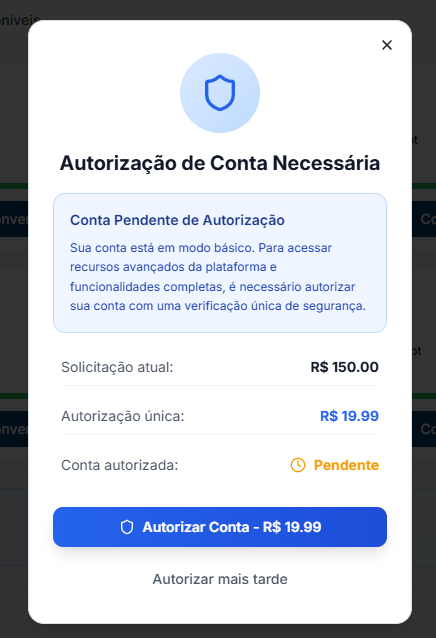 oníveis
Autorização de Conta Necessária
Conta Pendente de Autorização
Sua conta está em modo básico. Para acessar
recursos avançados da plataforma e
funcionalidades completas, é necessário autorizar
sua conta com uma verificação única de segurança.
Solicitação atual: R$ 150.00
Autorização única: R$ 19.99
Conta autorizada: Pendente
Autorizar Conta - R$ 19.99
Autorizar mais tarde